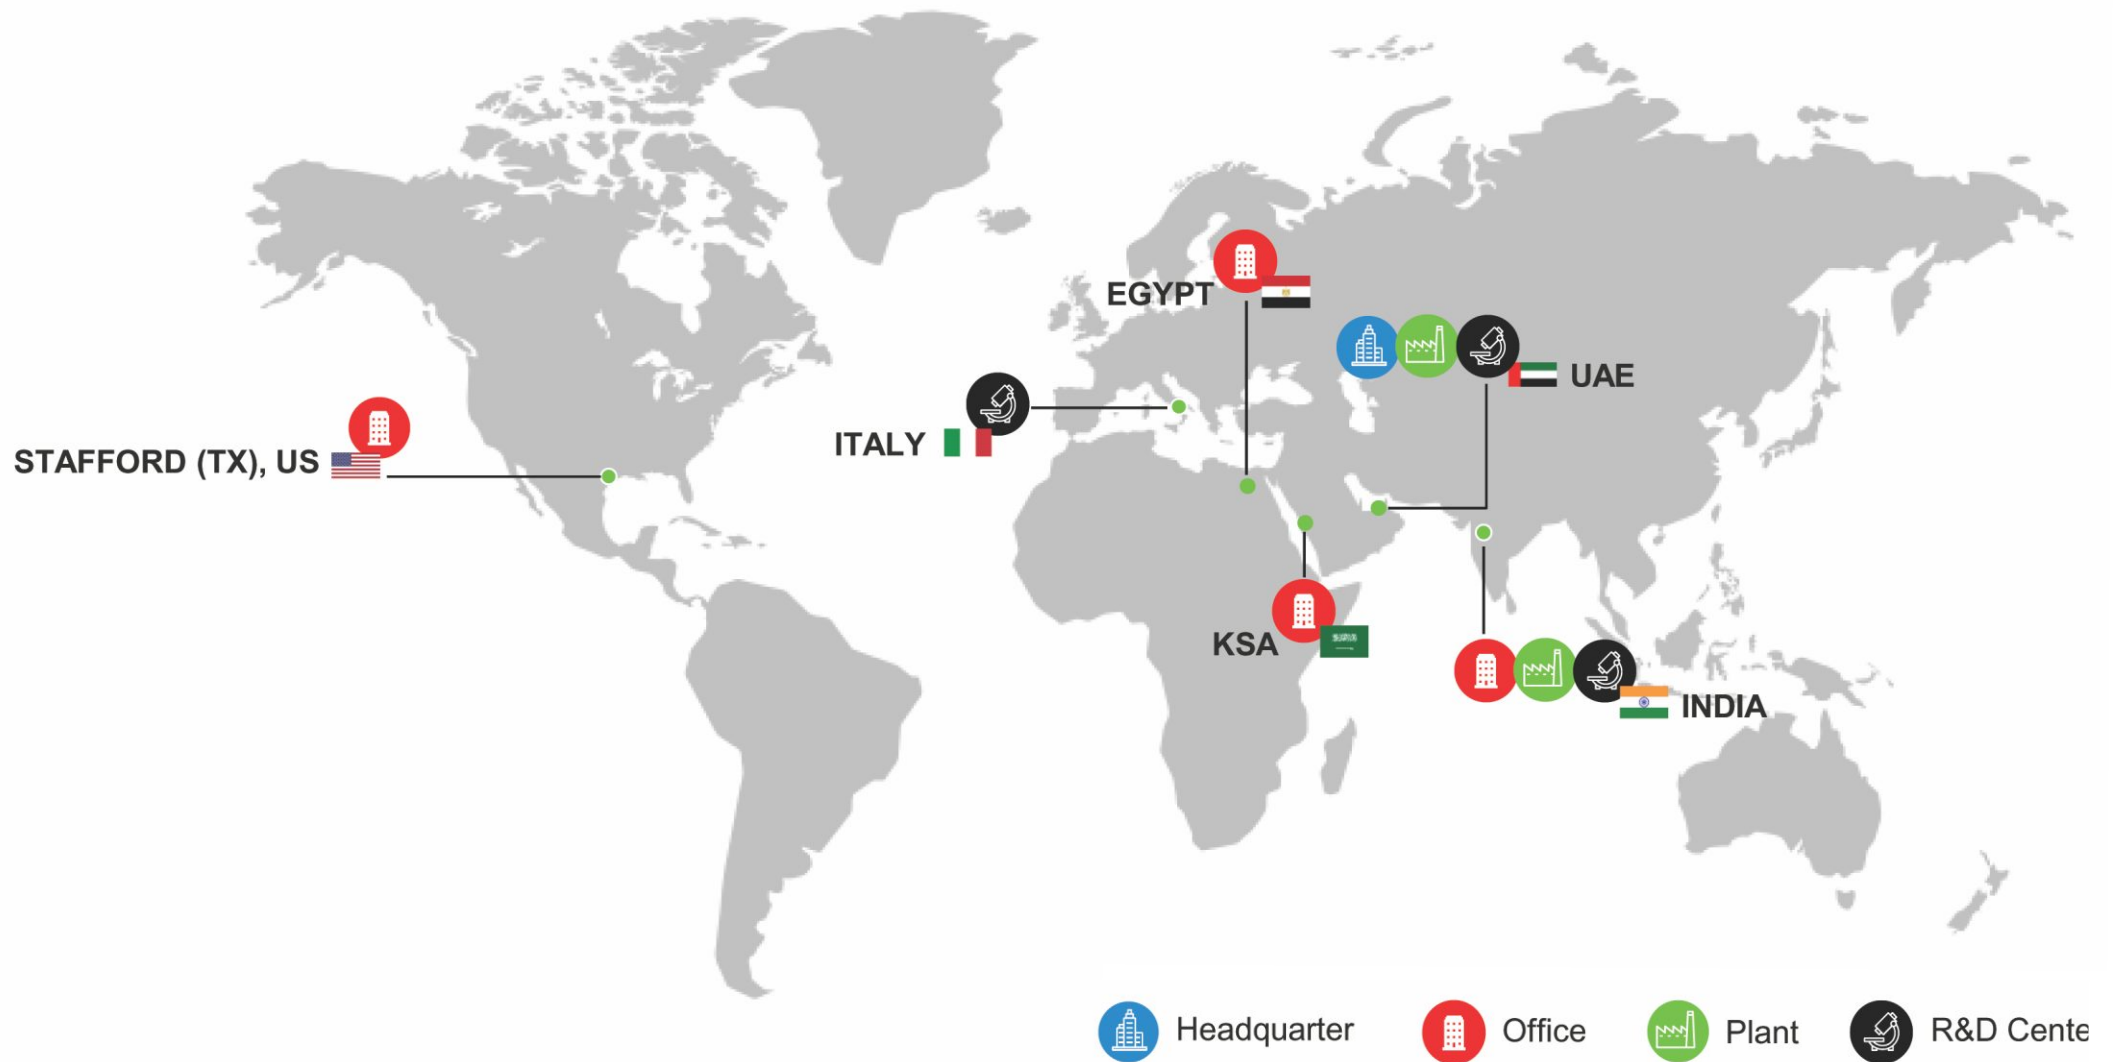 EGYPT
UAE
ITALY
STAFFORD (TX), US
KSA
INDIA
Headquarter
Office
Plant
R&D Cente